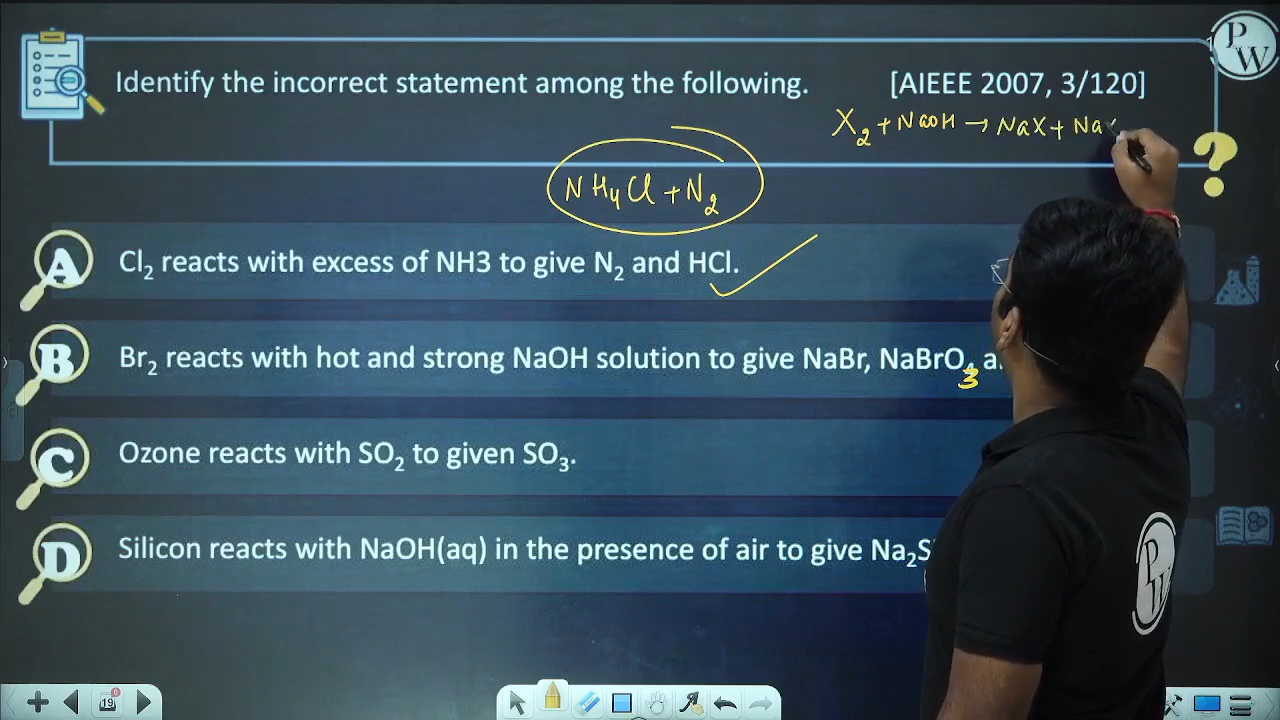 P
W
Identify the incorrect statement among the following. [AIEEE 2007, 3/120]
X2 + NaOH → NaX + Na
NH4Cl + N2
A Cl2 reacts with excess of NH3 to give N2 and HCl.
B Br2 reacts with hot and strong NaOH solution to give NaBr, NaBrO4
3
C Ozone reacts with SO2 to given SO3.
D Silicon reacts with NaOH(aq) in the presence of air to give Na2S
P
W
19